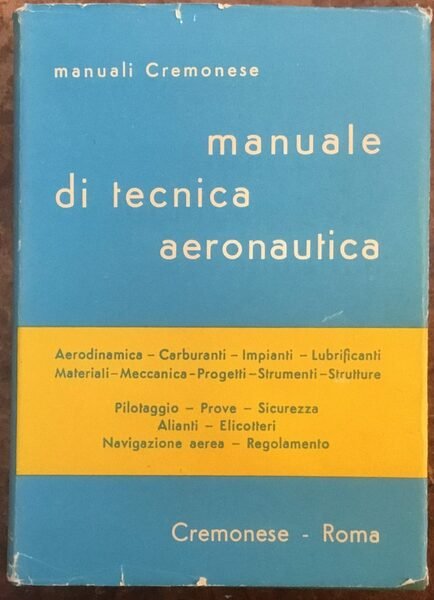 manuali Cremonese
manuale
di tecnica
aeronautica
Aerodinamica – Carburanti – Impianti – Lubrificanti
Materiali – Meccanica – Progetti – Strumenti – Strutture
Pilotaggio – Prove – Sicurezza
Alianti – Elicotteri
Navigazione aerea – Regolamento
Cremonese - Roma